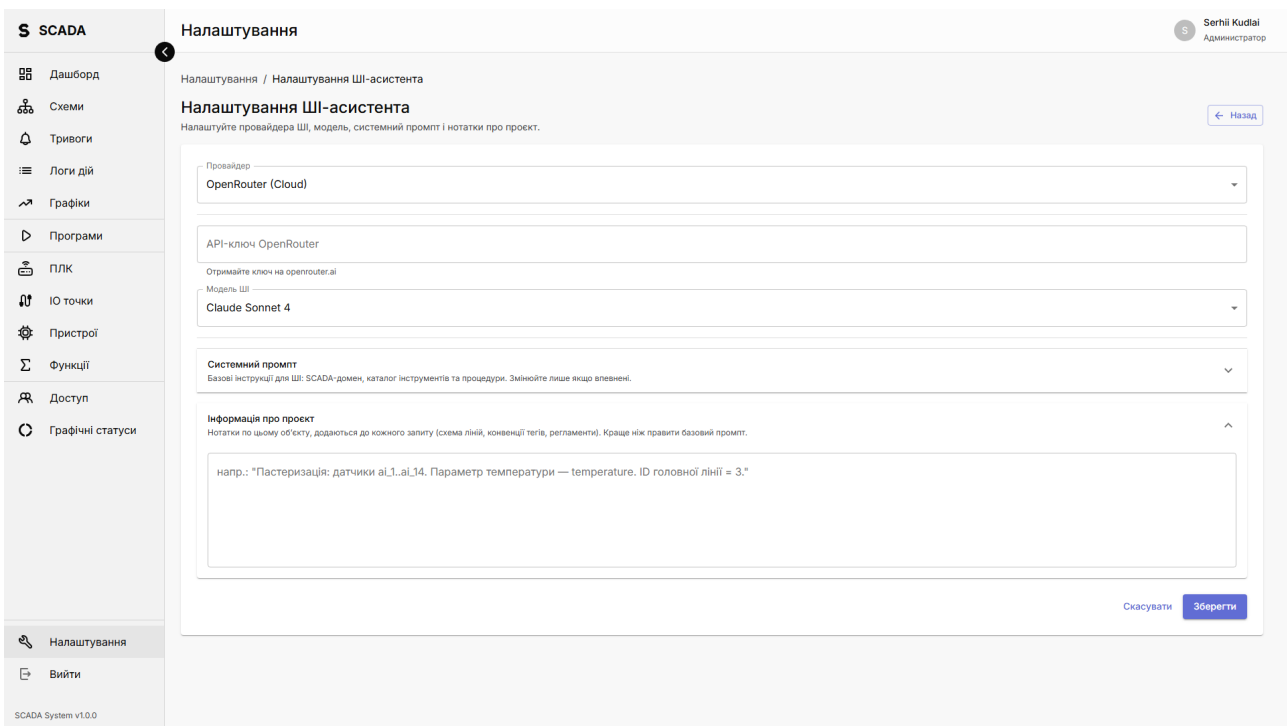 S SCADA
Налаштування
S
Serhii Kudlai
Администратор
Дашборд
Схеми
Тривоги
Логи дій
Графіки
Програми
ПЛК
IO точки
Пристрої
Функції
Доступ
Графічні статуси
Налаштування
Вийти
SCADA System v1.0.0
Налаштування / Налаштування ШІ-асистента
Налаштування ШІ-асистента
Налаштуйте провайдера ШІ, модель, системний промпт і нотатки про проєкт.
← Назад
Провайдер
OpenRouter (Cloud)
API-ключ OpenRouter
Отримайте ключ на openrouter.ai
Модель ШІ
Claude Sonnet 4
Системний промпт
Базові інструкції для ШІ: SCADA-домен, каталог інструментів та процедури. Змінюйте лише якщо впевнені.
Інформація про проєкт
Нотатки по цьому об'єкту, додаються до кожного запиту (схема ліній, конвенції тегів, регламенти). Краще ніж правити базовий промпт.
напр.: "Пастеризація: датчики ai_1..ai_14. Параметр температури — temperature. ID головної лінії = 3."
Скасувати
Зберегти